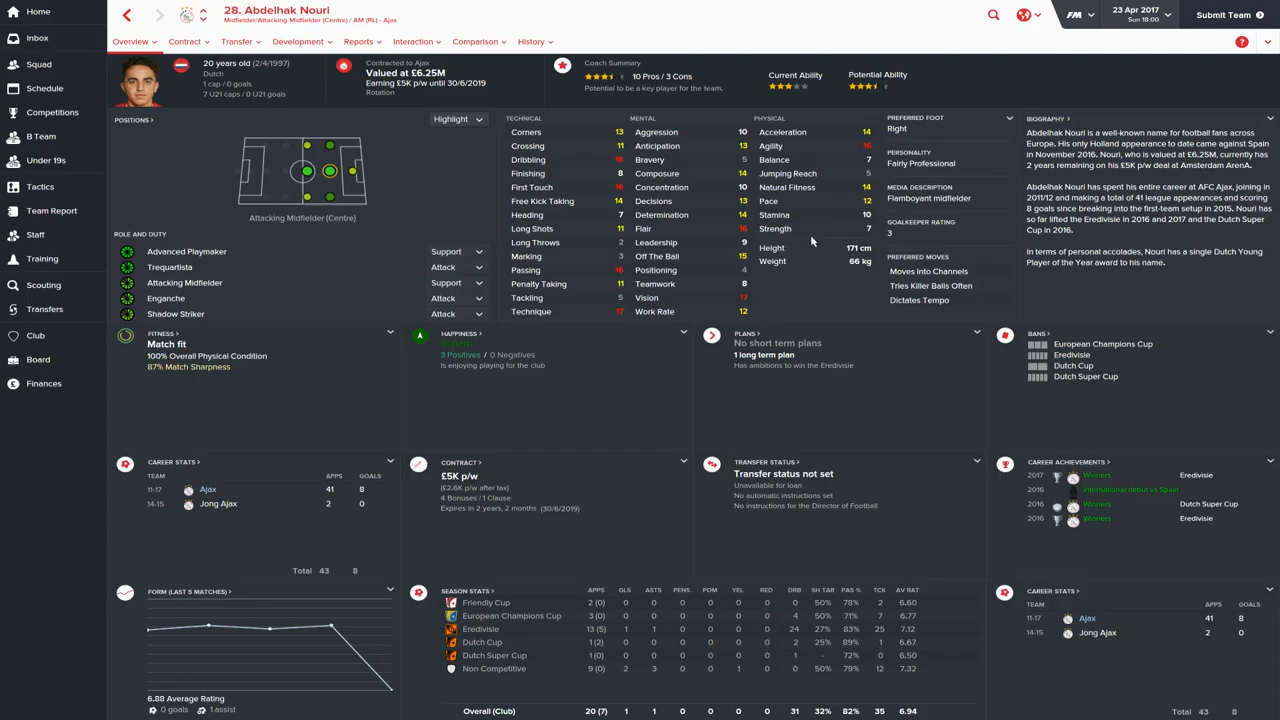 Home
Inbox
Squad
Schedule
Competitions
B Team
Under 19s
Tactics
Team Report
Staff
Training
Scouting
Transfers
Club
Board
Finances
28. Abdelhak Nouri
Midfielder/Attacking Midfielder (Centre) / AM (RL) - Ajax
FM
23 Apr 2017
Sun 18:00
Submit Team
Overview
Contract
Transfer
Development
Reports
Interaction
Comparison
History
?
20 years old (2/4/1997)
Dutch
1 cap / 0 goals
7 U21 caps / 0 U21 goals
Contracted to Ajax
Valued at £6.25M
Earning £5K p/w until 30/6/2019
Rotation
Coach Summary
10 Pros / 3 Cons
Potential to be a key player for the team.
Current Ability
Potential Ability
POSITIONS >
Highlight
Attacking Midfielder (Centre)
ROLE AND DUTY
Advanced Playmaker Support
Trequartista Attack
Attacking Midfielder Support
Enganche Attack
Shadow Striker Attack
TECHNICAL
Corners 13
Crossing 11
Dribbling 18
Finishing 8
First Touch 16
Free Kick Taking 14
Heading 7
Long Shots 11
Long Throws 2
Marking 3
Passing 16
Penalty Taking 11
Tackling 5
Technique 17
MENTAL
Aggression 10
Anticipation 13
Bravery 5
Composure 14
Concentration 10
Decisions 13
Determination 14
Flair 16
Leadership 9
Off The Ball 15
Positioning 4
Teamwork 8
Vision 17
Work Rate 12
PHYSICAL
Acceleration 14
Agility 16
Balance 7
Jumping Reach 5
Natural Fitness 14
Pace 12
Stamina 10
Strength 7
Height 171 cm
Weight 66 kg
PREFERRED FOOT
Right
PERSONALITY
Fairly Professional
MEDIA DESCRIPTION
Flamboyant midfielder
GOALKEEPER RATING
3
PREFERRED MOVES
Moves Into Channels
Tries Killer Balls Often
Dictates Tempo
BIOGRAPHY >
Abdelhak Nouri is a well-known name for football fans across
Europe. His only Holland appearance to date came against Spain
in November 2016. Nouri, who is valued at £6.25M, currently has
2 years remaining on his £5K p/w deal at Amsterdam ArenA.
Abdelhak Nouri has spent his entire career at AFC Ajax, joining in
2011/12 and making a total of 41 league appearances and scoring
8 goals since breaking into the first-team setup in 2015. Nouri has
so far lifted the Eredivisie in 2016 and 2017 and the Dutch Super
Cup in 2016.
In terms of personal accolades, Nouri has a single Dutch Young
Player of the Year award to his name.
FITNESS >
Match fit
100% Overall Physical Condition
87% Match Sharpness
HAPPINESS >
Superb
3 Positives / 0 Negatives
Is enjoying playing for the club
PLANS >
No short term plans
1 long term plan
Has ambitions to win the Eredivisie
BANS >
European Champions Cup
Eredivisie
Dutch Cup
Dutch Super Cup
CAREER STATS >
TEAM APPS GOALS
11-17 Ajax 41 8
14-15 Jong Ajax 2 0
Total 43 8
CONTRACT >
£5K p/w
(£2.6K p/w after tax)
4 Bonuses / 1 Clause
Expires in 2 years, 2 months (30/6/2019)
TRANSFER STATUS >
Transfer status not set
Unavailable for loan
No automatic instructions set
No instructions for the Director of Football
CAREER ACHIEVEMENTS >
2017 Winners Eredivisie
2016 International debut vs Spain
2016 Winners Dutch Super Cup
2016 Winners Eredivisie
FORM (LAST 5 MATCHES) >
6.88 Average Rating
0 goals 1 assist
SEASON STATS > APPS GLS ASTS PENS POM YEL RED DRB SH TAR PAS % TCK AV RAT
Friendly Cup 2 (0) 0 0 0 0 0 0 0 50% 78% 2 6.60
European Champions Cup 3 (0) 0 0 0 0 0 0 4 50% 71% 7 6.77
Eredivisie 13 (5) 1 1 0 0 0 0 24 27% 83% 25 7.12
Dutch Cup 1 (2) 0 0 0 0 0 0 2 25% 89% 1 6.67
Dutch Super Cup 1 (0) 0 0 0 0 0 0 1 - 72% 0 6.50
Non Competitive 9 (0) 2 3 0 0 1 0 0 50% 79% 12 7.32
Overall (Club) 20 (7) 1 1 0 0 0 0 31 32% 82% 35 6.94
CAREER STATS >
TEAM APPS GOALS
11-17 Ajax 41 8
14-15 Jong Ajax 2 0
Total 43 8